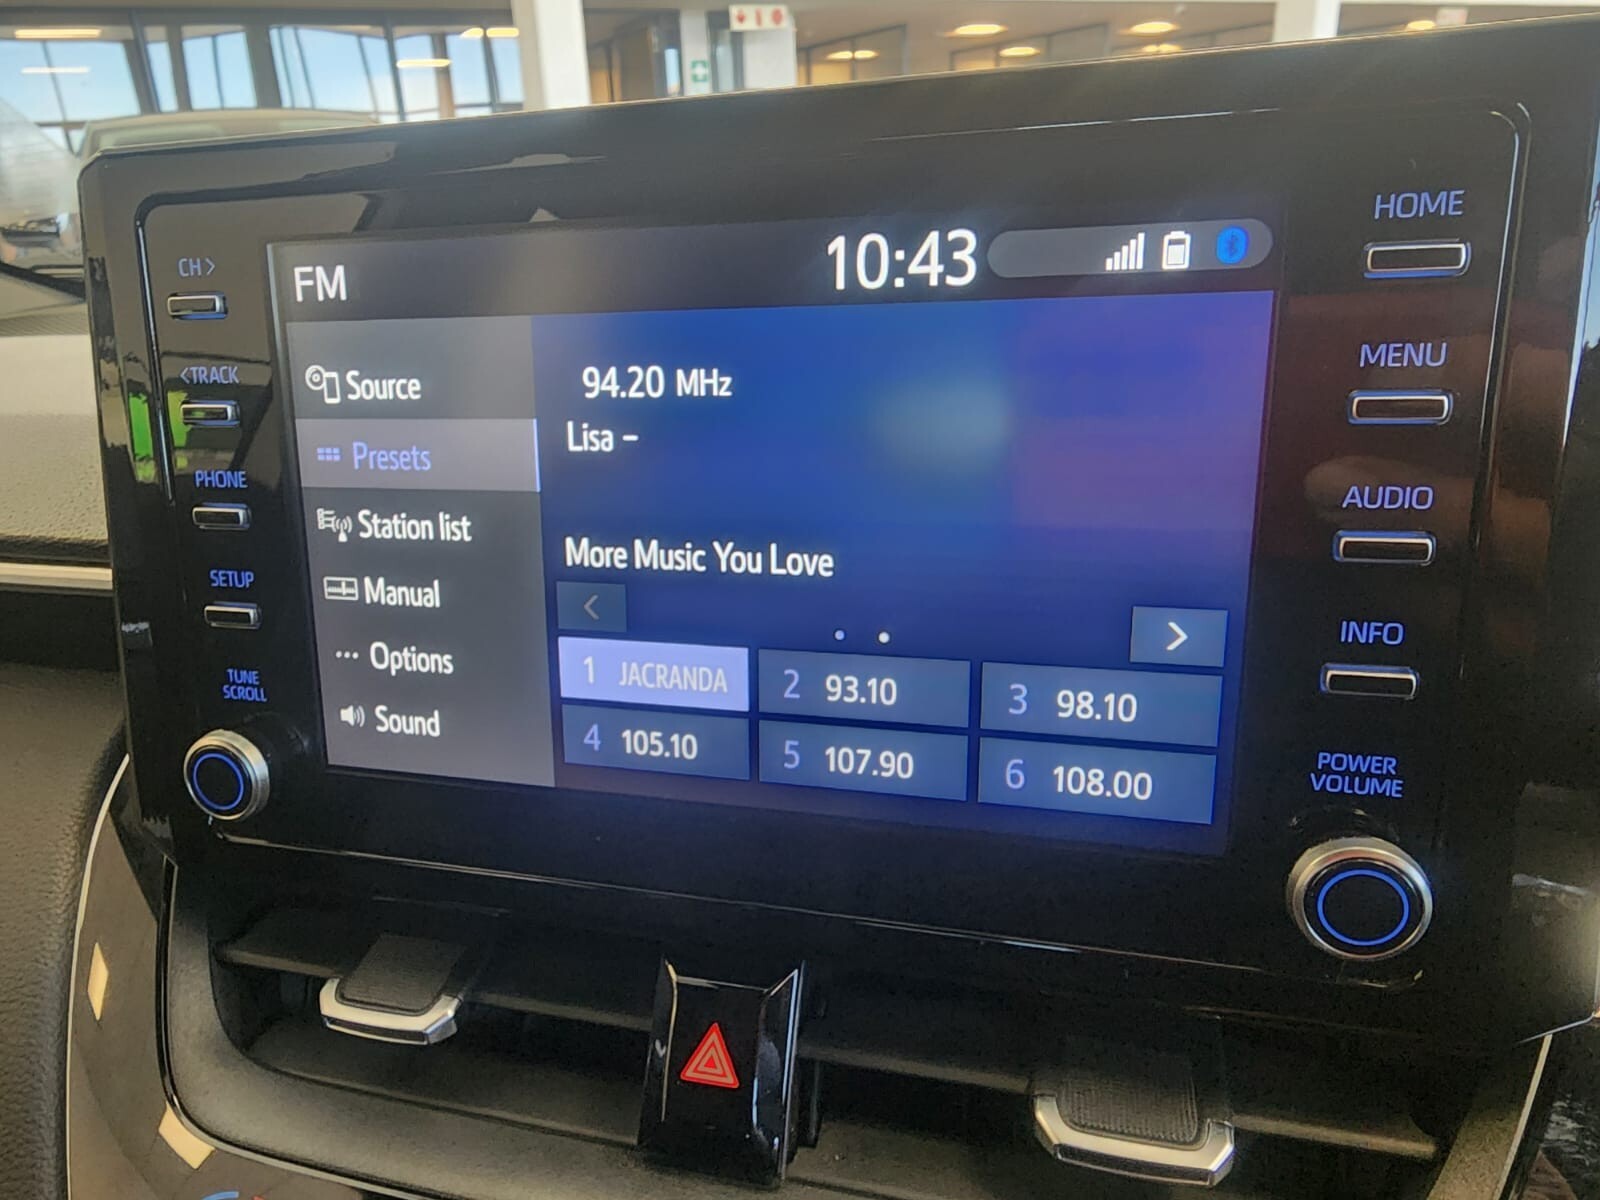 HOME
CH>
10:43
FM
<TRACK
Source
94.20 MHz
MENU
Presets
Lisa –
PHONE
Station list
AUDIO
More Music You Love
SETUP
Manual
INFO
<
>
TUNE
SCROLL
Options
1 JACRANDA
2 93.10
3 98.10
Sound
4 105.10
5 107.90
6 108.00
POWER
VOLUME